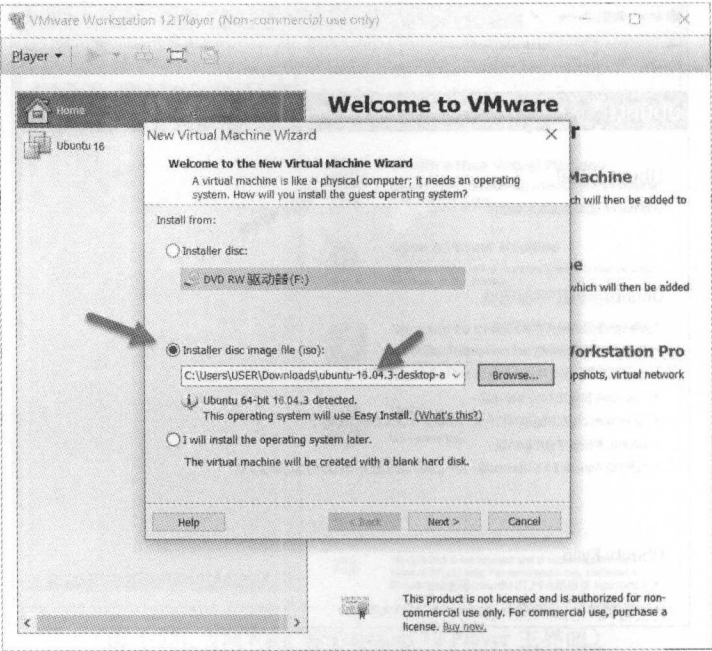 VMware Workstation 12 Player (Non-commercial use only)
Player
Home
Ubuntu 16
Welcome to VMware
r
Machine
ch will then be added to
e
which will then be added
Workstation Pro
pshots, virtual network
New Virtual Machine Wizard
Welcome to the New Virtual Machine Wizard
A virtual machine is like a physical computer; it needs an operating
system. How will you install the guest operating system?
Install from:
Installer disc:
DVD RW 驱动器(F:)
Installer disc image file (iso):
C:\Users\USER\Downloads\ubuntu-16.04.3-desktop-a
Browse...
Ubuntu 64-bit 16.04.3 detected.
This operating system will use Easy Install. (What's this?)
I will install the operating system later.
The virtual machine will be created with a blank hard disk.
Help
< Back
Next >
Cancel
This product is not licensed and is authorized for non-
commercial use only. For commercial use, purchase a
license. Buy now.